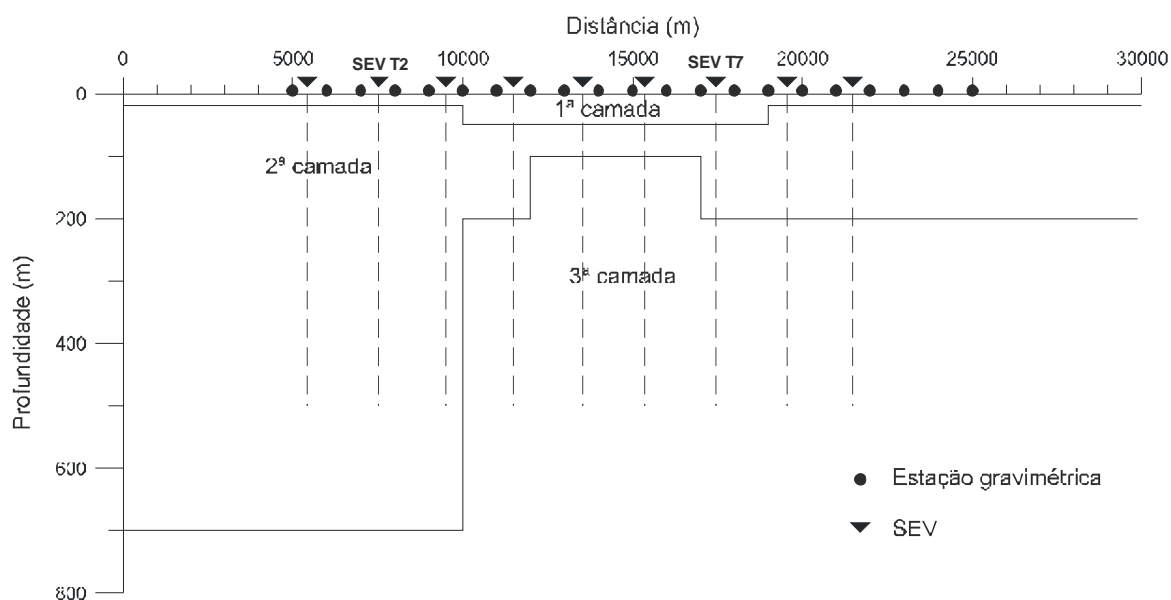 Distância (m)
0 5000 10000 15000 20000 25000 30000
SEV T2 SEV T7
0
1ª camada
2ª camada
200
3ª camada
400
600
800
Profundidade (m)
Estação gravimétrica
SEV